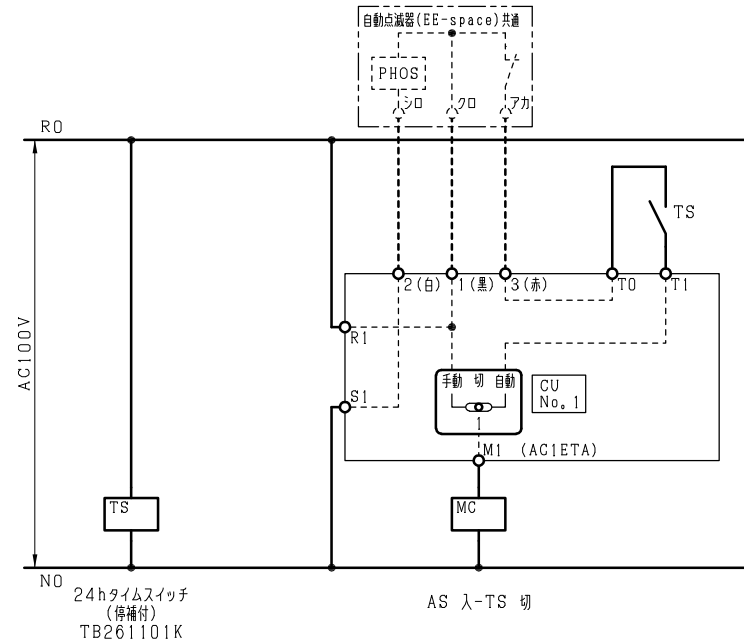 自動点滅器(EE-space)共通
PHOS
シロ
クロ
アカ
R0
TS
2(白)
1(黒)
3(赤)
T0
T1
R1
AC100V
手動 切 自動
CU
No。1
S1
1
M1 (AC1ETA)
TS
MC
N0
24hタイムスイッチ
(停補付)
TB261101K
AS 入-TS 切